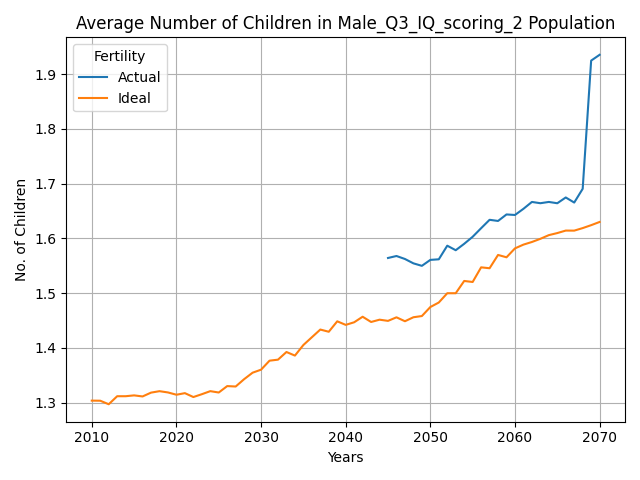 Average Number of Children in Male_Q3_IQ_scoring_2 Population
Fertility
Actual
Ideal
No. of Children
1.9
1.8
1.7
1.6
1.5
1.4
1.3
2010 2020 2030 2040 2050 2060 2070
Years